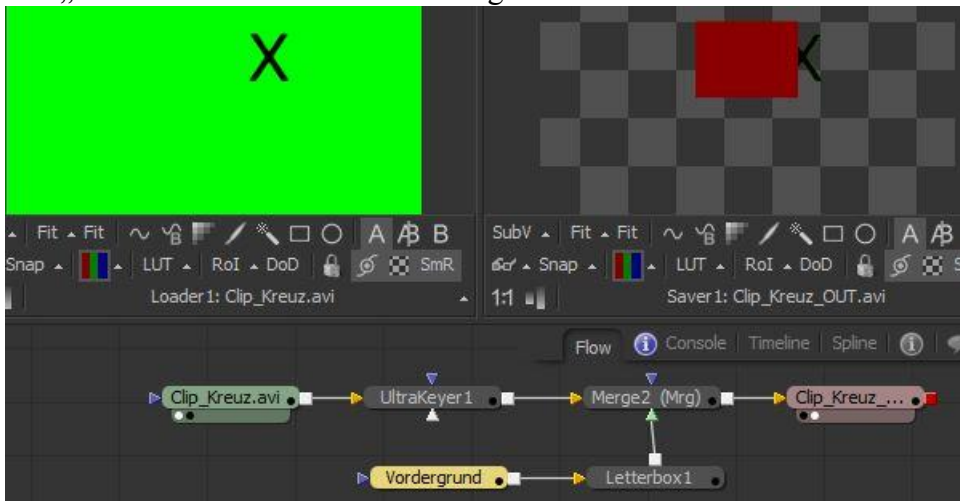 X X
Fit Fit A B B SubV Fit Fit A B
Snap LUT RoI DoD SmR Snap LUT RoI DoD
Loader1: Clip_Kreuz.avi 1:1 Saver1: Clip_Kreuz_OUT.avi
Flow Console Timeline Spline
Clip_Kreuz.avi UltraKeyer1 Merge2 (Mrg) Clip_Kreuz_...
Vordergrund Letterbox1